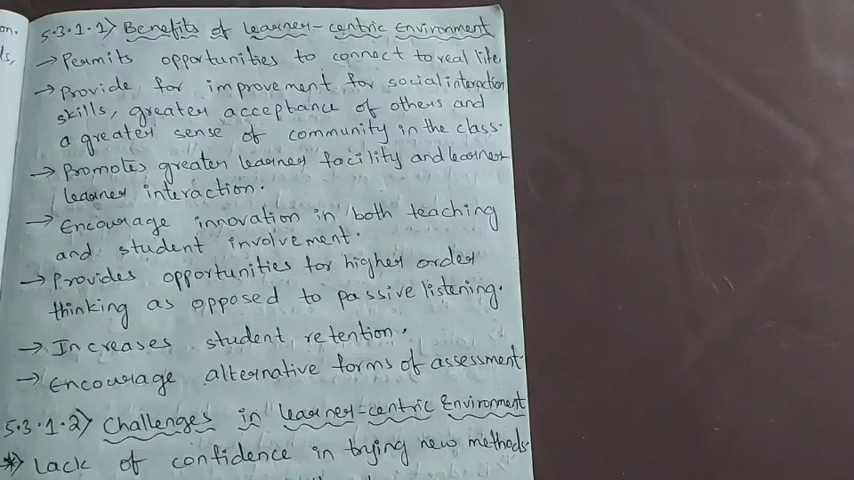 on.
5.3.1.1) Benefits of learner-centric Environment
→ Permits opportunities to connect to real life.
→ Provide for improvement for social interaction
skills, greater acceptance of others and
a greater sense of community in the class.
→ Promotes greater learner facility and learner
learner interaction.
→ Encourage innovation in both teaching
and student involvement.
→ Provides opportunities for higher order
thinking as opposed to passive listening.
→ Increases student retention.
→ Encourage alternative forms of assessment.
5.3.1.2) Challenges in learner-centric Environment
*) Lack of confidence in trying new methods